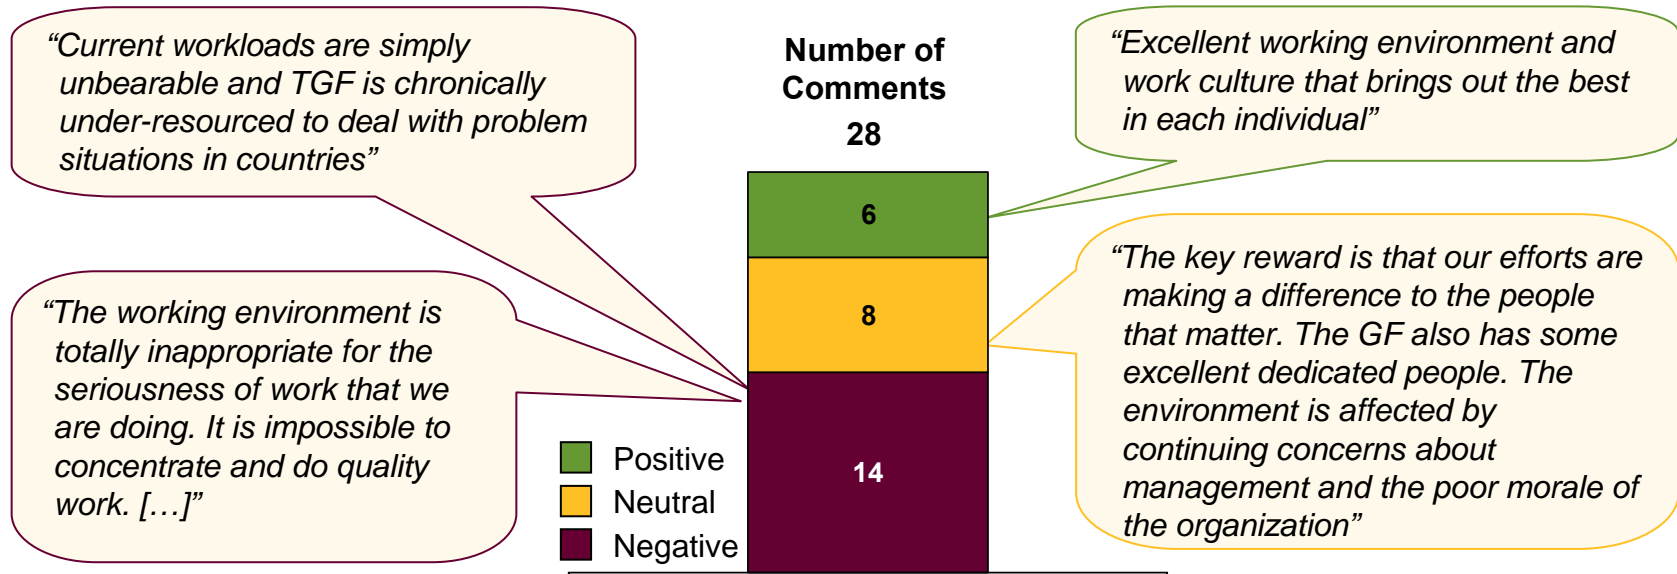 “Current workloads are simply
unbearable and TGF is chronically
under-resourced to deal with problem
situations in countries”
“The working environment is
totally inappropriate for the
seriousness of work that we
are doing. It is impossible to
concentrate and do quality
work. […]”
Number of
Comments
28
6
8
14
Positive
Neutral
Negative
“Excellent working environment and
work culture that brings out the best
in each individual”
“The key reward is that our efforts are
making a difference to the people
that matter. The GF also has some
excellent dedicated people. The
environment is affected by
continuing concerns about
management and the poor morale of
the organization”